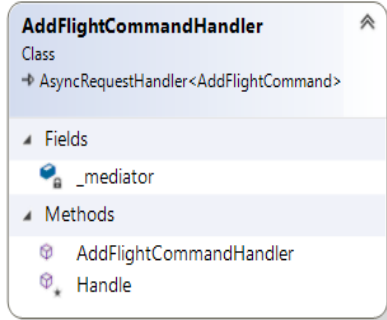 AddFlightCommandHandler
Class
AsyncRequestHandler<AddFlightCommand>
Fields
_mediator
Methods
AddFlightCommandHandler
Handle